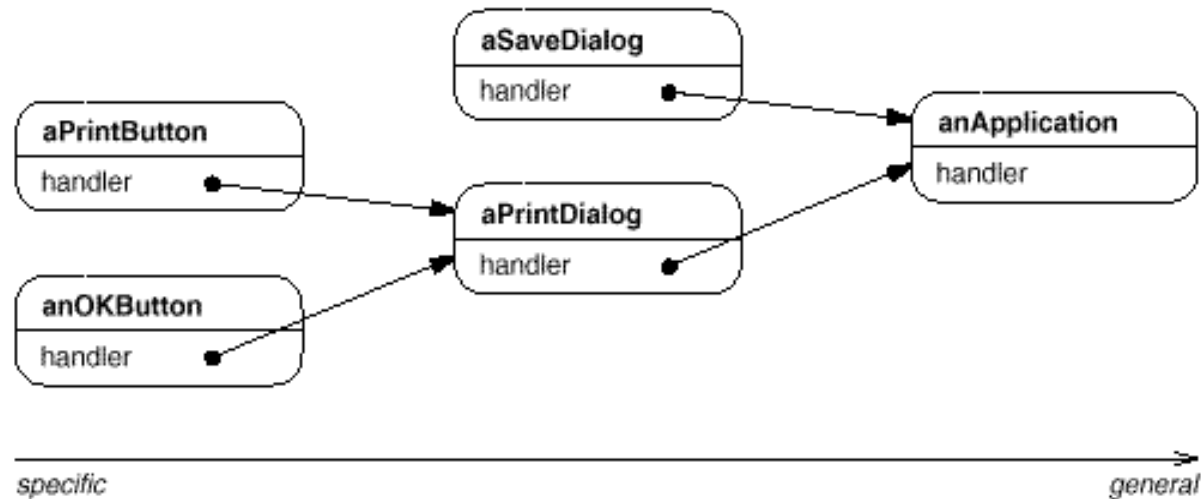 aSaveDialog
handler
aPrintButton
handler
anApplication
handler
aPrintDialog
handler
anOKButton
handler
specific
general